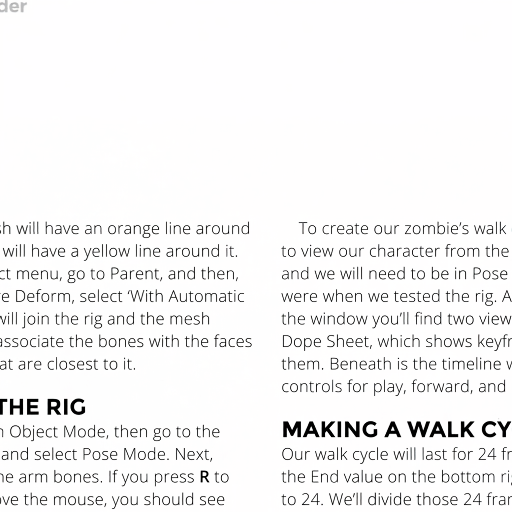 der
sh will have an orange line around
will have a yellow line around it.
ct menu, go to Parent, and then,
re Deform, select ‘With Automatic
will join the rig and the mesh
associate the bones with the faces
at are closest to it.
THE RIG
n Object Mode, then go to the
and select Pose Mode. Next,
he arm bones. If you press R to
ove the mouse, you should see
To create our zombie’s walk
to view our character from the
and we will need to be in Pose
were when we tested the rig. A
the window you’ll find two view
Dope Sheet, which shows keyfr
them. Beneath is the timeline w
controls for play, forward, and
MAKING A WALK CY
Our walk cycle will last for 24 fr
the End value on the bottom rig
to 24. We’ll divide those 24 fran